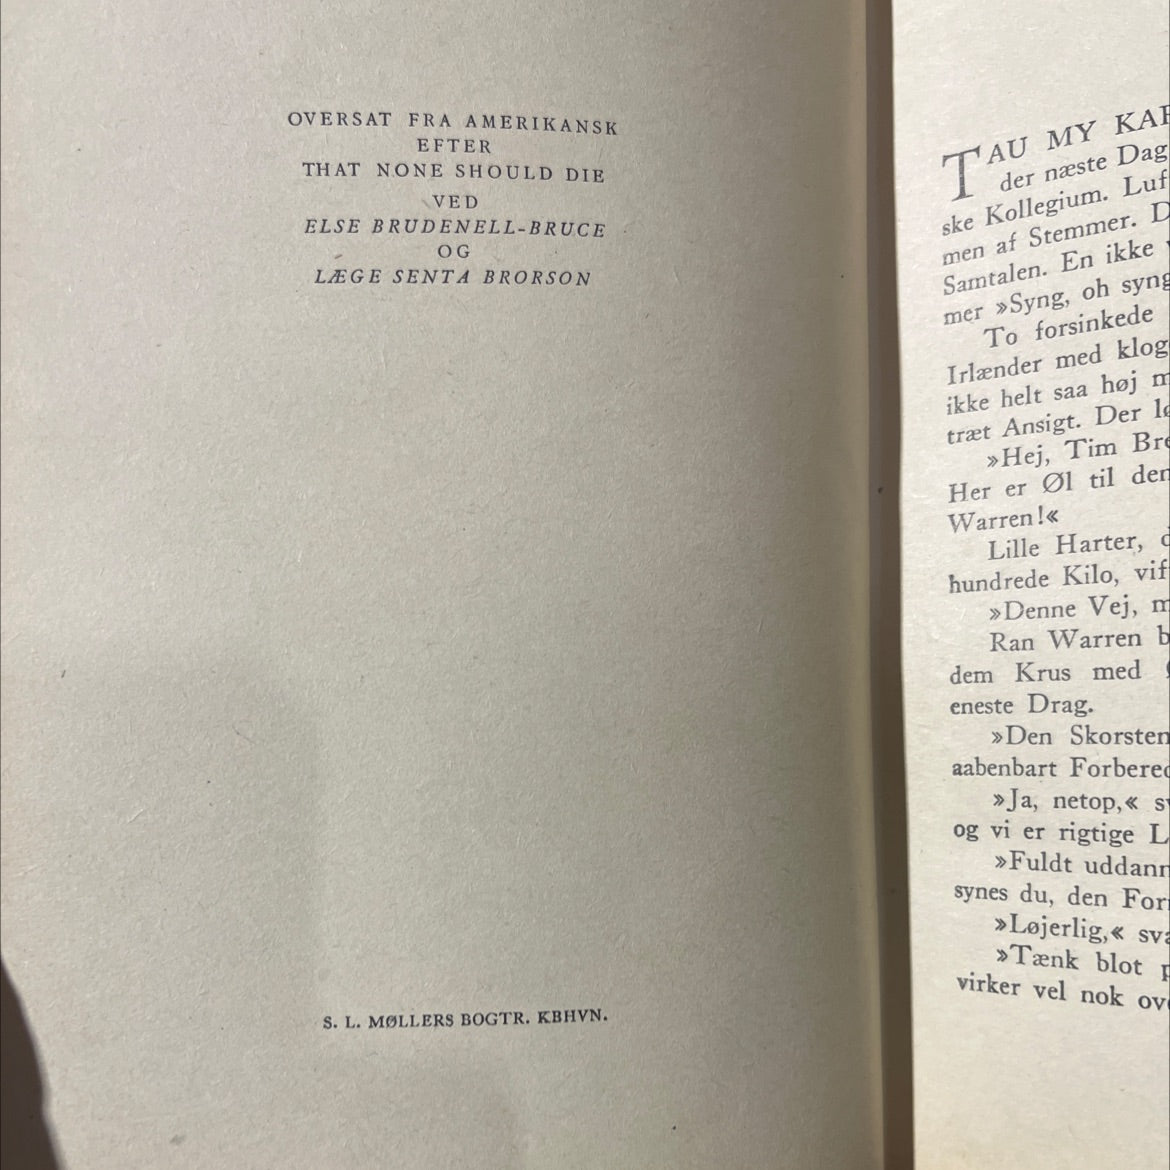 OVERSAT FRA AMERIKANSK
EFTER
THAT NONE SHOULD DIE
VED
ELSE BRUDENELL-BRUCE
OG
LÆGE SENTA BRORSON
S. L. MØLLERS BOGTR. KBHVN.
TAU MY
der næste Dag
ske Kollegium.
men af Stemmer.
Samtalen. En ikke
mer »Syng, oh
To forsinkede
Irlænder med
ikke helt saa høj
træt Ansigt. Der
»Hej, Tim
Her er Øl til
Warren!«
Lille Harter,
hundrede Kilo,
»Denne Vej,
Ran Warren
dem Krus med
eneste Drag.
»Den
aabenbart
»Ja, netop,«
og vi er rigtige
»Fuldt
synes du, den
»Løjerlig,«
»Tænk blot
virker vel nok